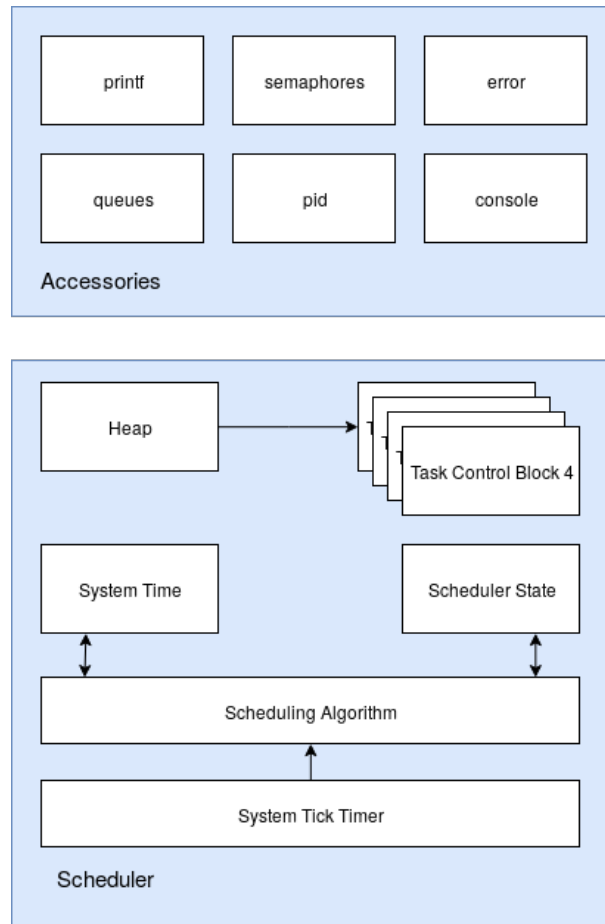 printf
semaphores
error
queues
pid
console
Accessories
Heap
T
T
T
Task Control Block 4
System Time
Scheduler State
Scheduling Algorithm
System Tick Timer
Scheduler